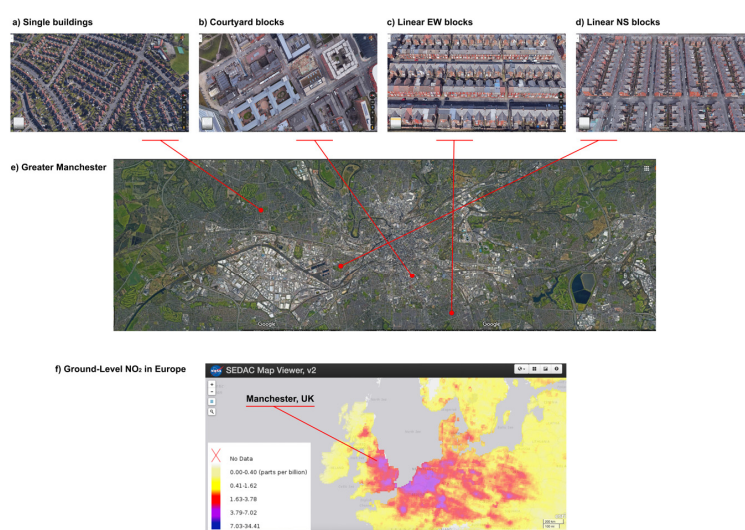 a) Single buildings
b) Courtyard blocks
c) Linear EW blocks
d) Linear NS blocks
e) Greater Manchester
Google
Google
f) Ground-Level NO₂ in Europe
SEDAC Map Viewer, v2
Manchester, UK
No Data
0.00-0.40 (parts per billion)
0.41-1.62
1.63-3.78
3.79-7.02
7.03-34.41